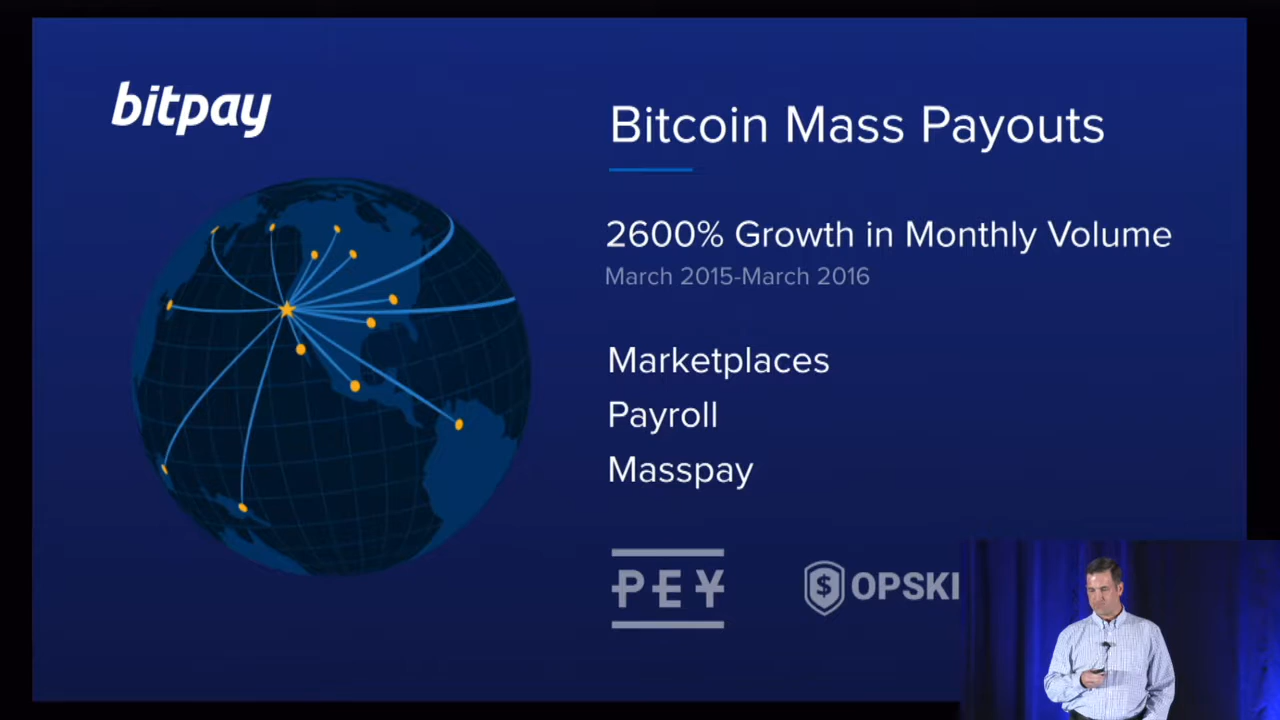 bitpay
Bitcoin Mass Payouts
2600% Growth in Monthly Volume
March 2015-March 2016
Marketplaces
Payroll
Masspay
PEY
$ OPSKI